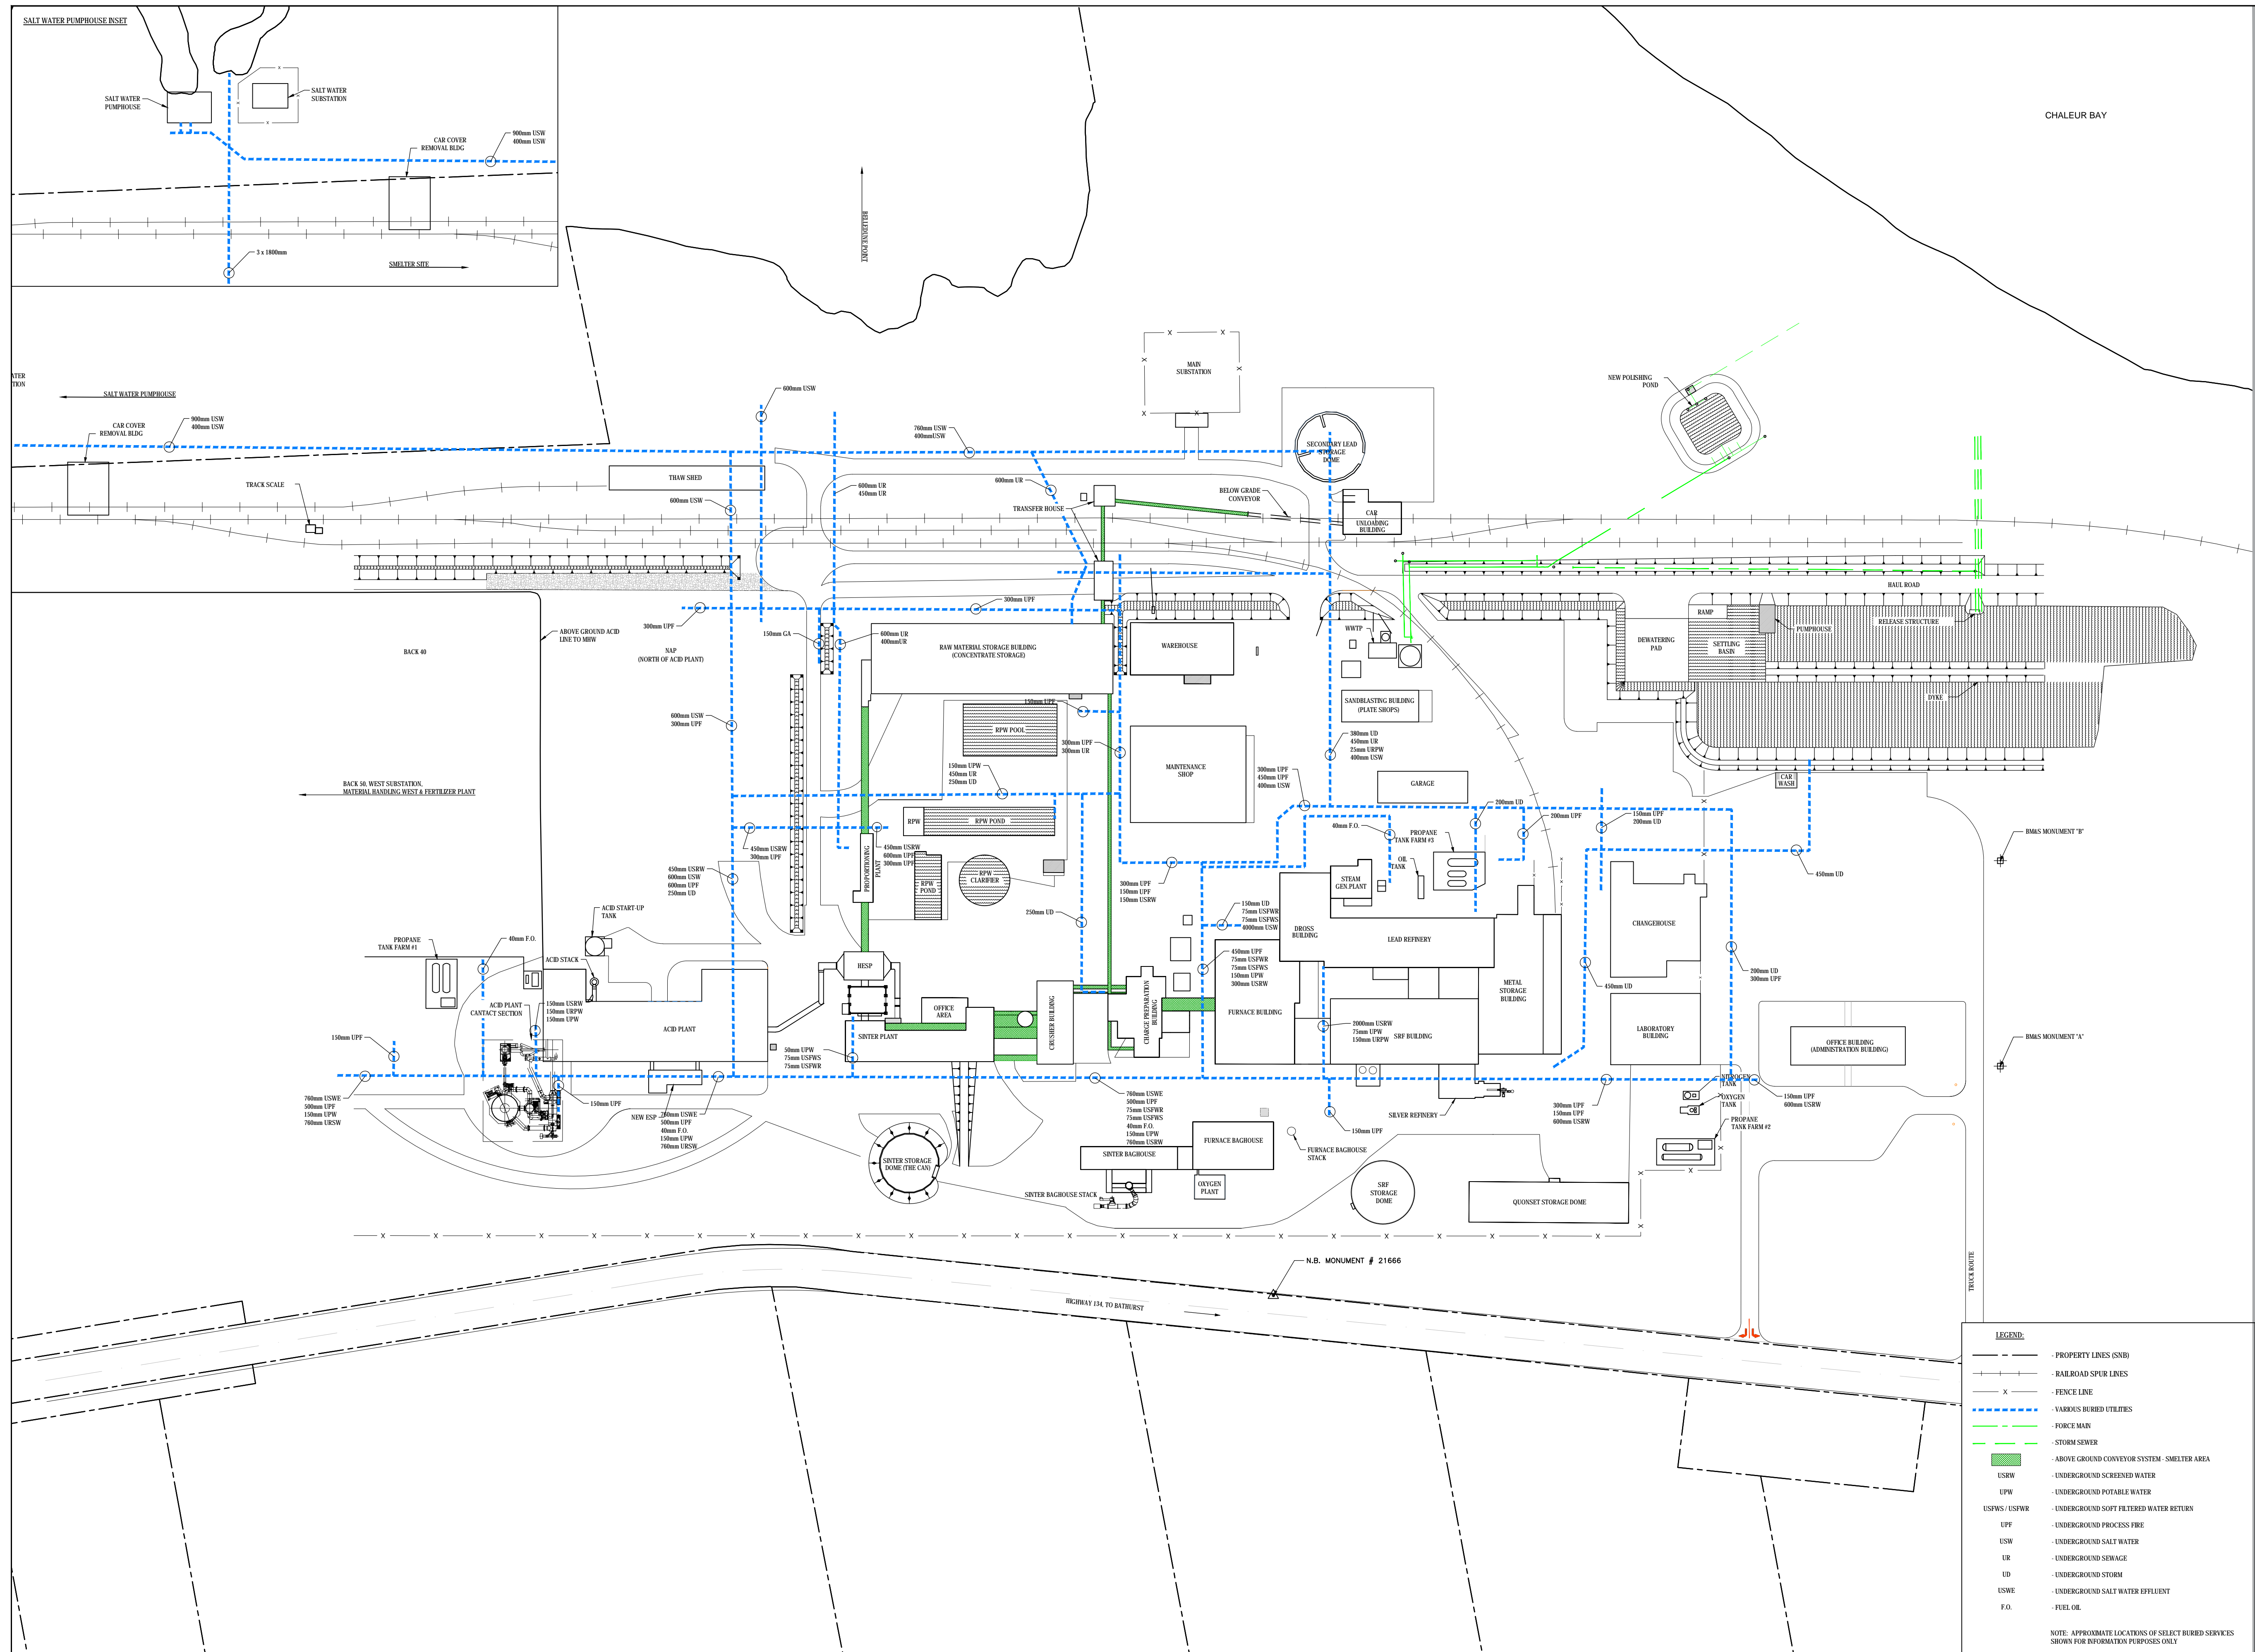 SALT WATER PUMPHOUSE INSET
SALT WATER
PUMPHOUSE
SALT WATER
SUBSTATION
CAR COVER
REMOVAL BLDG
900mm USW
400mm USW
3 x 1800mm
SMELTER SITE
CHALEUR BAY
BELLEDUNE POINT
MAIN
SUBSTATION
NEW POLISHING
POND
SALT WATER PUMPHOUSE
CAR COVER
REMOVAL BLDG
900mm USW
400mm USW
600mm USW
760mm USW
400mmUSW
SECONDARY LEAD
STORAGE
DOME
TRACK SCALE
THAW SHED
600mm USW
600mm UR
450mm UR
600mm UR
TRANSFER HOUSE
BELOW GRADE
CONVEYOR
CAR
UNLOADING
BUILDING
HAUL ROAD
300mm UPF
300mm UPF
150mm GA
600mm UR
400mmUR
ABOVE GROUND ACID
LINE TO MHW
BACK 40
NAP
(NORTH OF ACID PLANT)
RAW MATERIAL STORAGE BUILDING
(CONCENTRATE STORAGE)
WAREHOUSE
WWTP
RAMP
DEWATERING
PAD
SETTLING
BASIN
PUMPHOUSE
RELEASE STRUCTURE
DYKE
SANDBLASTING BUILDING
(PLATE SHOPS)
150mm UPF
600mm USW
300mm UPF
RPW POOL
300mm UPF
300mm UR
380mm UD
450mm UR
25mm URPW
400mm USW
MAINTENANCE
SHOP
150mm UPW
450mm UR
250mm UD
300mm UPF
450mm UPF
400mm USW
GARAGE
CAR
WASH
BACK 50, WEST SUBSTATION,
MATERIAL HANDLING WEST & FERTILIZER PLANT
200mm UD
200mm UPF
150mm UPF
200mm UD
RPW
RPW POND
40mm F.O.
PROPANE
TANK FARM #3
BM&S MONUMENT "B"
450mm USRW
300mm UPF
450mm USRW
600mm UPF
300mm UPF
PROPORTIONING
PLANT
OIL
TANK
450mm USRW
600mm USW
600mm UPF
250mm UD
RPW
POND
RPW
CLARIFIER
300mm UPF
150mm UPF
150mm USRW
STEAM
GEN.PLANT
450mm UD
250mm UD
150mm UD
75mm USFWR
75mm USFWS
4000mm USW
DROSS
BUILDING
LEAD REFINERY
CHANGEHOUSE
ACID START-UP
TANK
PROPANE
TANK FARM #1
40mm F.O.
ACID STACK
HESP
450mm UPF
75mm USFWR
75mm USFWS
150mm UPW
300mm USRW
200mm UD
300mm UPF
METAL
STORAGE
BUILDING
450mm UD
ACID PLANT
CANTACT SECTION
150mm USRW
150mm URPW
150mm UPW
ACID PLANT
OFFICE
AREA
SINTER PLANT
CRUSHER BUILDING
CHARGE PREPARATION
BUILDING
FURNACE BUILDING
2000mm USRW
75mm UPW
150mm URPW
SRF BUILDING
LABORATORY
BUILDING
OFFICE BUILDING
(ADMINISTRATION BUILDING)
BM&S MONUMENT "A"
150mm UPF
50mm UPW
75mm USFWS
75mm USFWR
760mm USWE
500mm UPF
150mm UPW
760mm URSW
150mm UPF
NEW ESP
760mm USWE
500mm UPF
40mm F.O.
150mm UPW
760mm URSW
760mm USWE
500mm UPF
75mm USFWR
75mm USFWS
40mm F.O.
150mm UPW
760mm USRW
SILVER REFINERY
300mm UPF
150mm UPF
600mm USRW
NITROGEN
TANK
OXYGEN
TANK
150mm UPF
600mm USRW
PROPANE
TANK FARM #2
150mm UPF
FURNACE BAGHOUSE
FURNACE BAGHOUSE
STACK
SINTER BAGHOUSE
SINTER STORAGE
DOME (THE CAN)
OXYGEN
PLANT
SINTER BAGHOUSE STACK
SRF
STORAGE
DOME
QUONSET STORAGE DOME
N.B. MONUMENT # 21666
HIGHWAY 134, TO BATHURST
TRUCK ROUTE
LEGEND:
- PROPERTY LINES (SNB)
- RAILROAD SPUR LINES
X - FENCE LINE
- VARIOUS BURIED UTILITIES
- FORCE MAIN
- STORM SEWER
- ABOVE GROUND CONVEYOR SYSTEM - SMELTER AREA
USRW - UNDERGROUND SCREENED WATER
UPW - UNDERGROUND POTABLE WATER
USFWS / USFWR - UNDERGROUND SOFT FILTERED WATER RETURN
UPF - UNDERGROUND PROCESS FIRE
USW - UNDERGROUND SALT WATER
UR - UNDERGROUND SEWAGE
UD - UNDERGROUND STORM
USWE - UNDERGROUND SALT WATER EFFLUENT
F.O. - FUEL OIL
NOTE: APPROXIMATE LOCATIONS OF SELECT BURIED SERVICES
SHOWN FOR INFORMATION PURPOSES ONLY